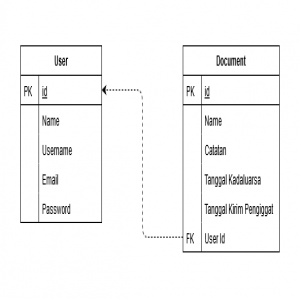 User
PK id
Name
Username
Email
Password
Document
PK id
Name
Catatan
Tanggal Kadaluarsa
Tanggal Kirim Pengiggat
FK User Id